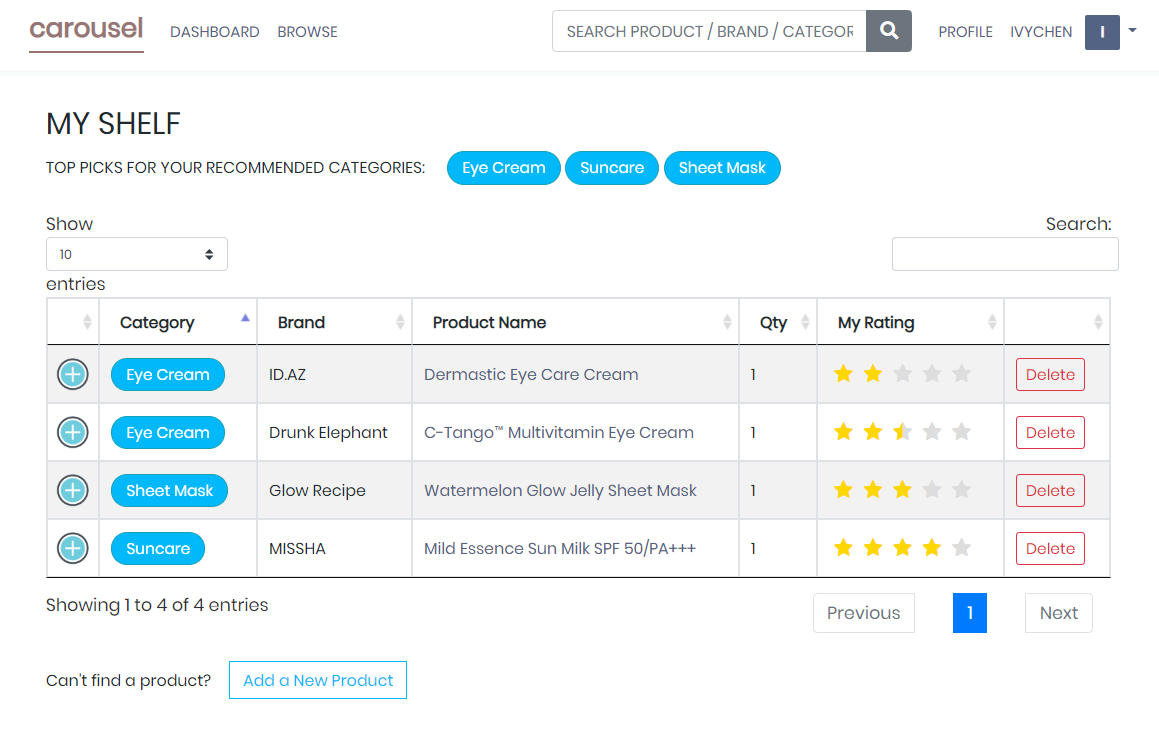 carousel DASHBOARD BROWSE SEARCH PRODUCT / BRAND / CATEGOR PROFILE IVYCHEN I
MY SHELF
TOP PICKS FOR YOUR RECOMMENDED CATEGORIES: Eye Cream Suncare Sheet Mask
Show Search:
10
entries
Category Brand Product Name Qty My Rating
Eye Cream ID.AZ Dermastic Eye Care Cream 1 Delete
Eye Cream Drunk Elephant C-Tango™ Multivitamin Eye Cream 1 Delete
Sheet Mask Glow Recipe Watermelon Glow Jelly Sheet Mask 1 Delete
Suncare MISSHA Mild Essence Sun Milk SPF 50/PA+++ 1 Delete
Showing 1 to 4 of 4 entries Previous 1 Next
Can't find a product? Add a New Product